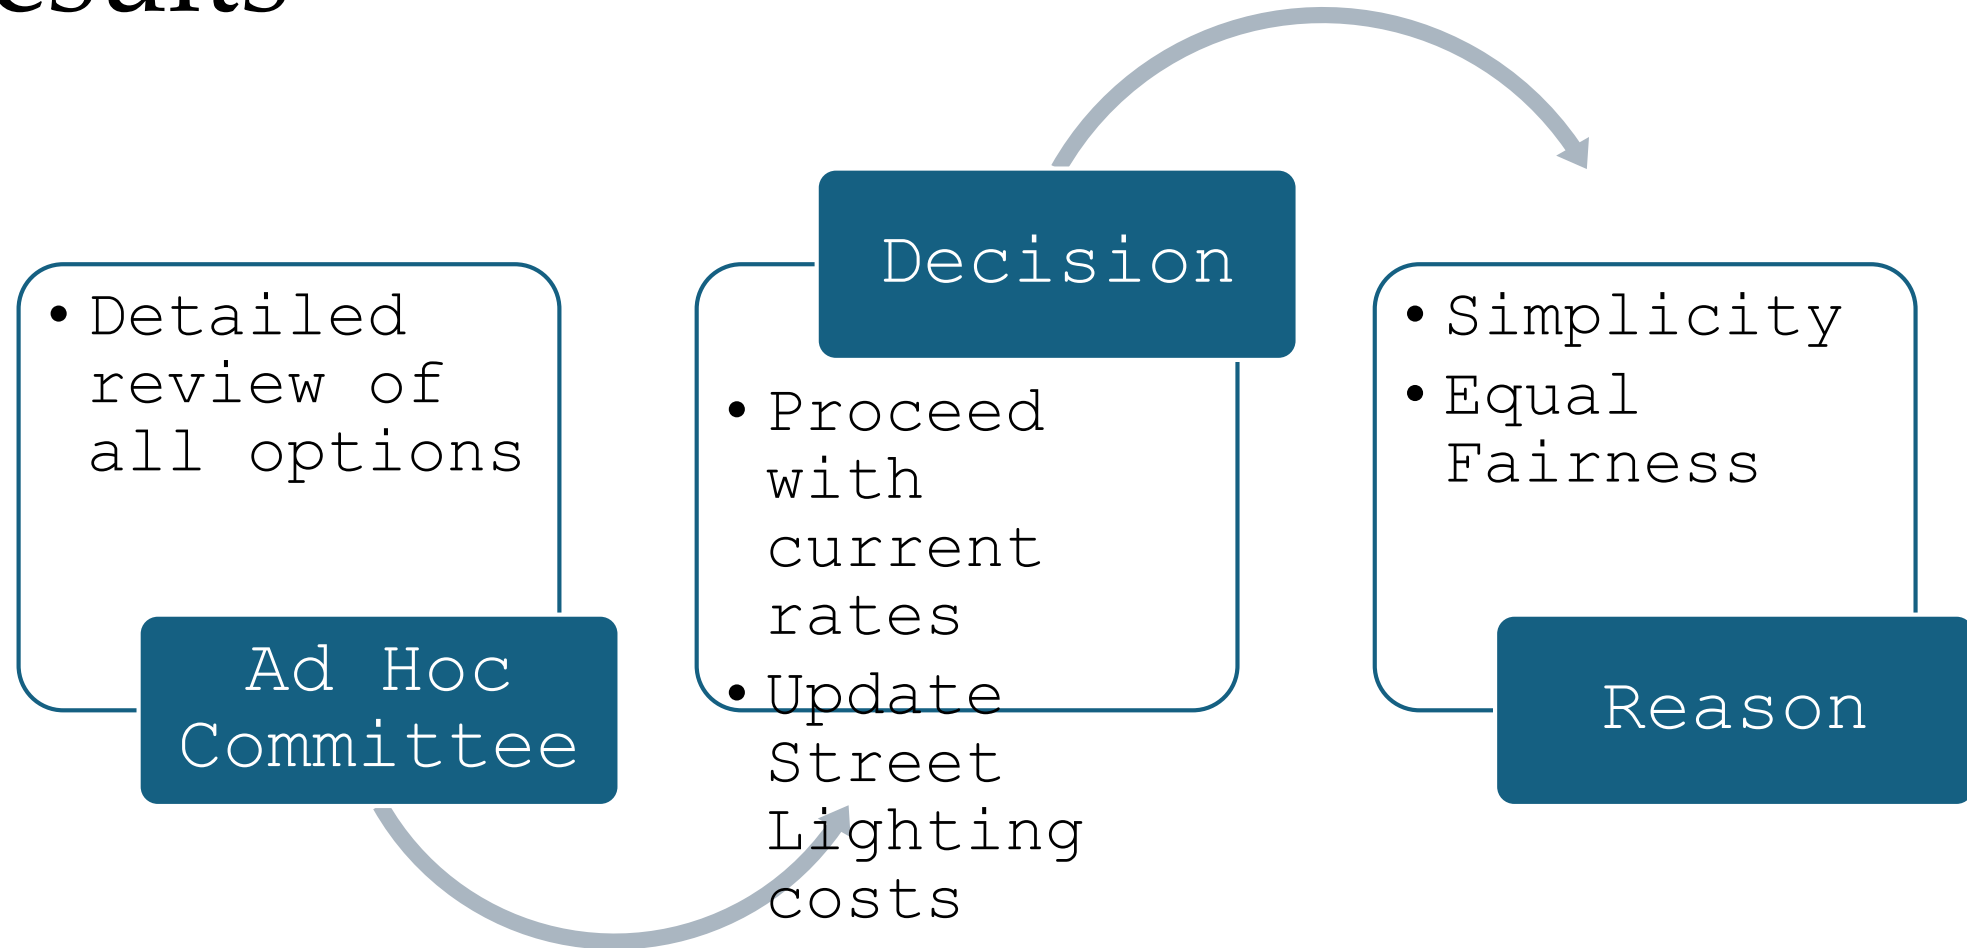 • Detailed
review of
all options
Ad Hoc
Committee
Decision
• Proceed
with
current
rates
• Update
Street
Lighting
costs
• Simplicity
• Equal
Fairness
Reason